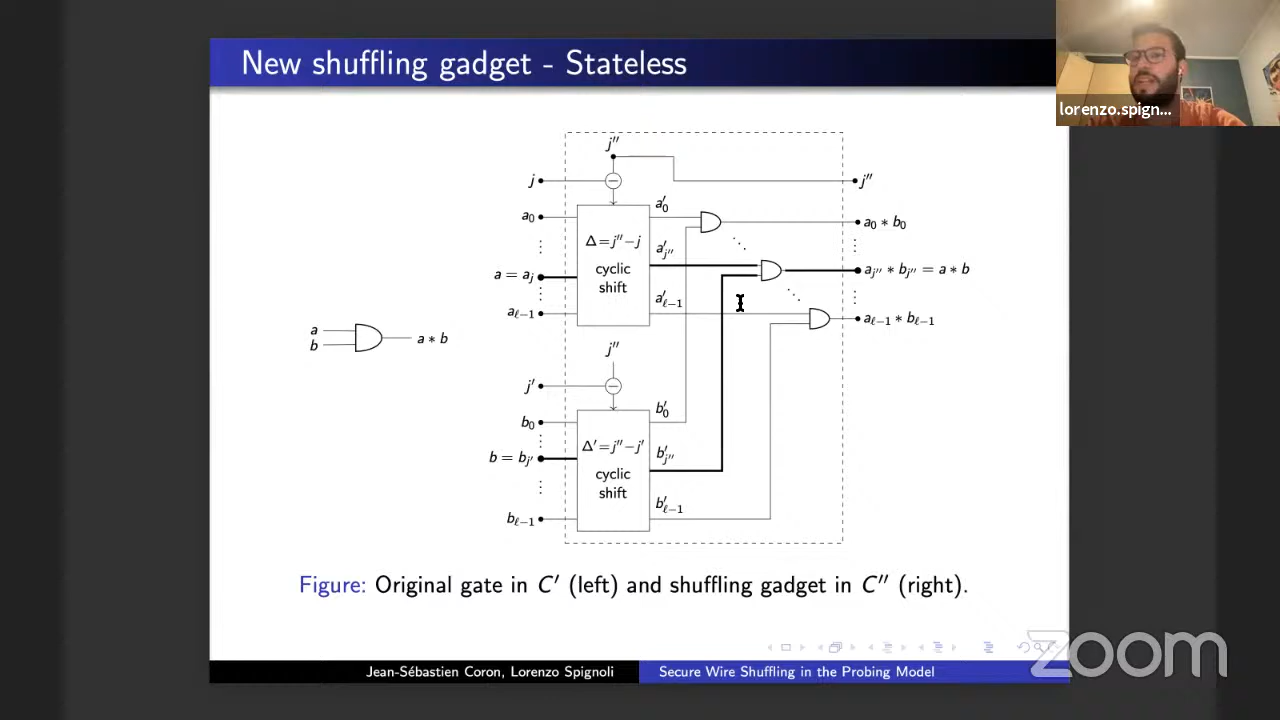 New shuffling gadget - Stateless
lorenzo.spign...
j″
j
j″
a₀
a′₀
a₀ * b₀
Δ=j″−j
a′ⱼ″
cyclic
shift
a = aⱼ
aⱼ″ * bⱼ″ = a * b
a′ℓ−1
aℓ−1
aℓ−1 * bℓ−1
a
b
a * b
j″
j′
b₀
b′₀
Δ′=j″−j′
b′ⱼ″
b = bⱼ′
cyclic
shift
b′ℓ−1
bℓ−1
Figure: Original gate in C′ (left) and shuffling gadget in C″ (right).
zoom
Jean-Sébastien Coron, Lorenzo Spignoli
Secure Wire Shuffling in the Probing Model